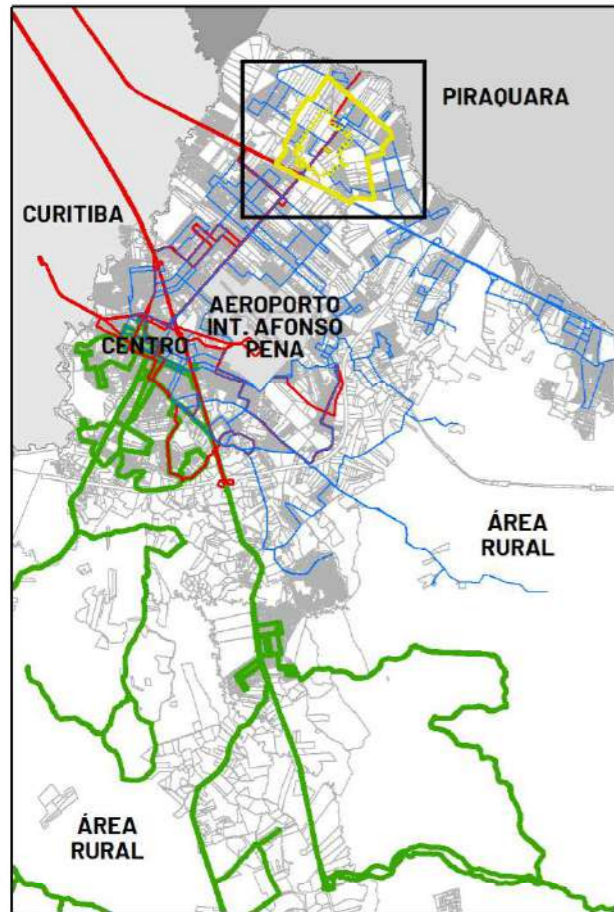 PIRAQUARA
CURITIBA
AEROPORTO
INT. AFONSO
PENA
CENTRO
ÁREA
RURAL
ÁREA
RURAL